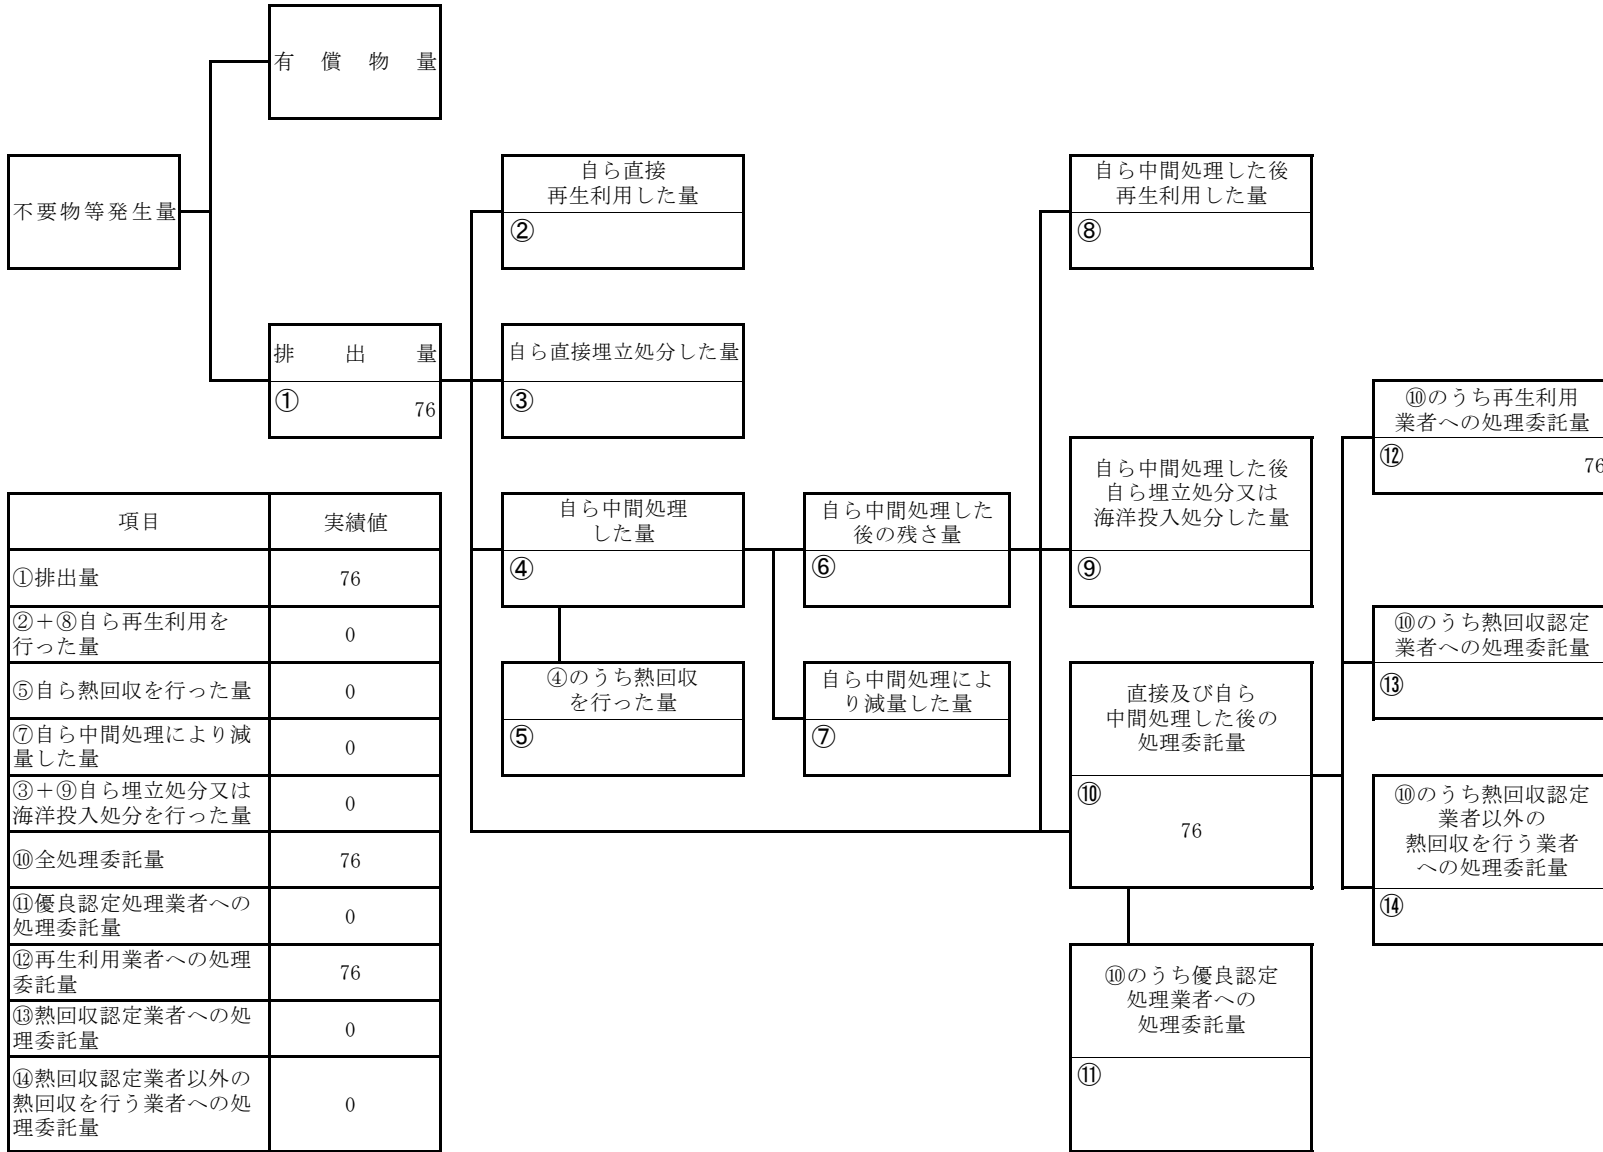 有償物量
不要物等発生量
排出量
①
76
自ら直接
再生利用した量
②
自ら直接埋立処分した量
③
自ら中間処理
した量
④
④のうち熱回収
を行った量
⑤
自ら中間処理した
後の残さ量
⑥
自ら中間処理によ
り減量した量
⑦
自ら中間処理した後
再生利用した量
⑧
自ら中間処理した後
自ら埋立処分又は
海洋投入処分した量
⑨
直接及び自ら
中間処理した後の
処理委託量
⑩
76
⑩のうち優良認定
処理業者への
処理委託量
⑪
⑩のうち再生利用
業者への処理委託量
⑫
76
⑩のうち熱回収認定
業者への処理委託量
⑬
⑩のうち熱回収認定
業者以外の
熱回収を行う業者
への処理委託量
⑭
項目 実績値
①排出量 76
②＋⑧自ら再生利用を
行った量 0
⑤自ら熱回収を行った量 0
⑦自ら中間処理により減
量した量 0
③＋⑨自ら埋立処分又は
海洋投入処分を行った量 0
⑩全処理委託量 76
⑪優良認定処理業者への
処理委託量 0
⑫再生利用業者への処理
委託量 76
⑬熱回収認定業者への処
理委託量 0
⑭熱回収認定業者以外の
熱回収を行う業者への処 0
理委託量